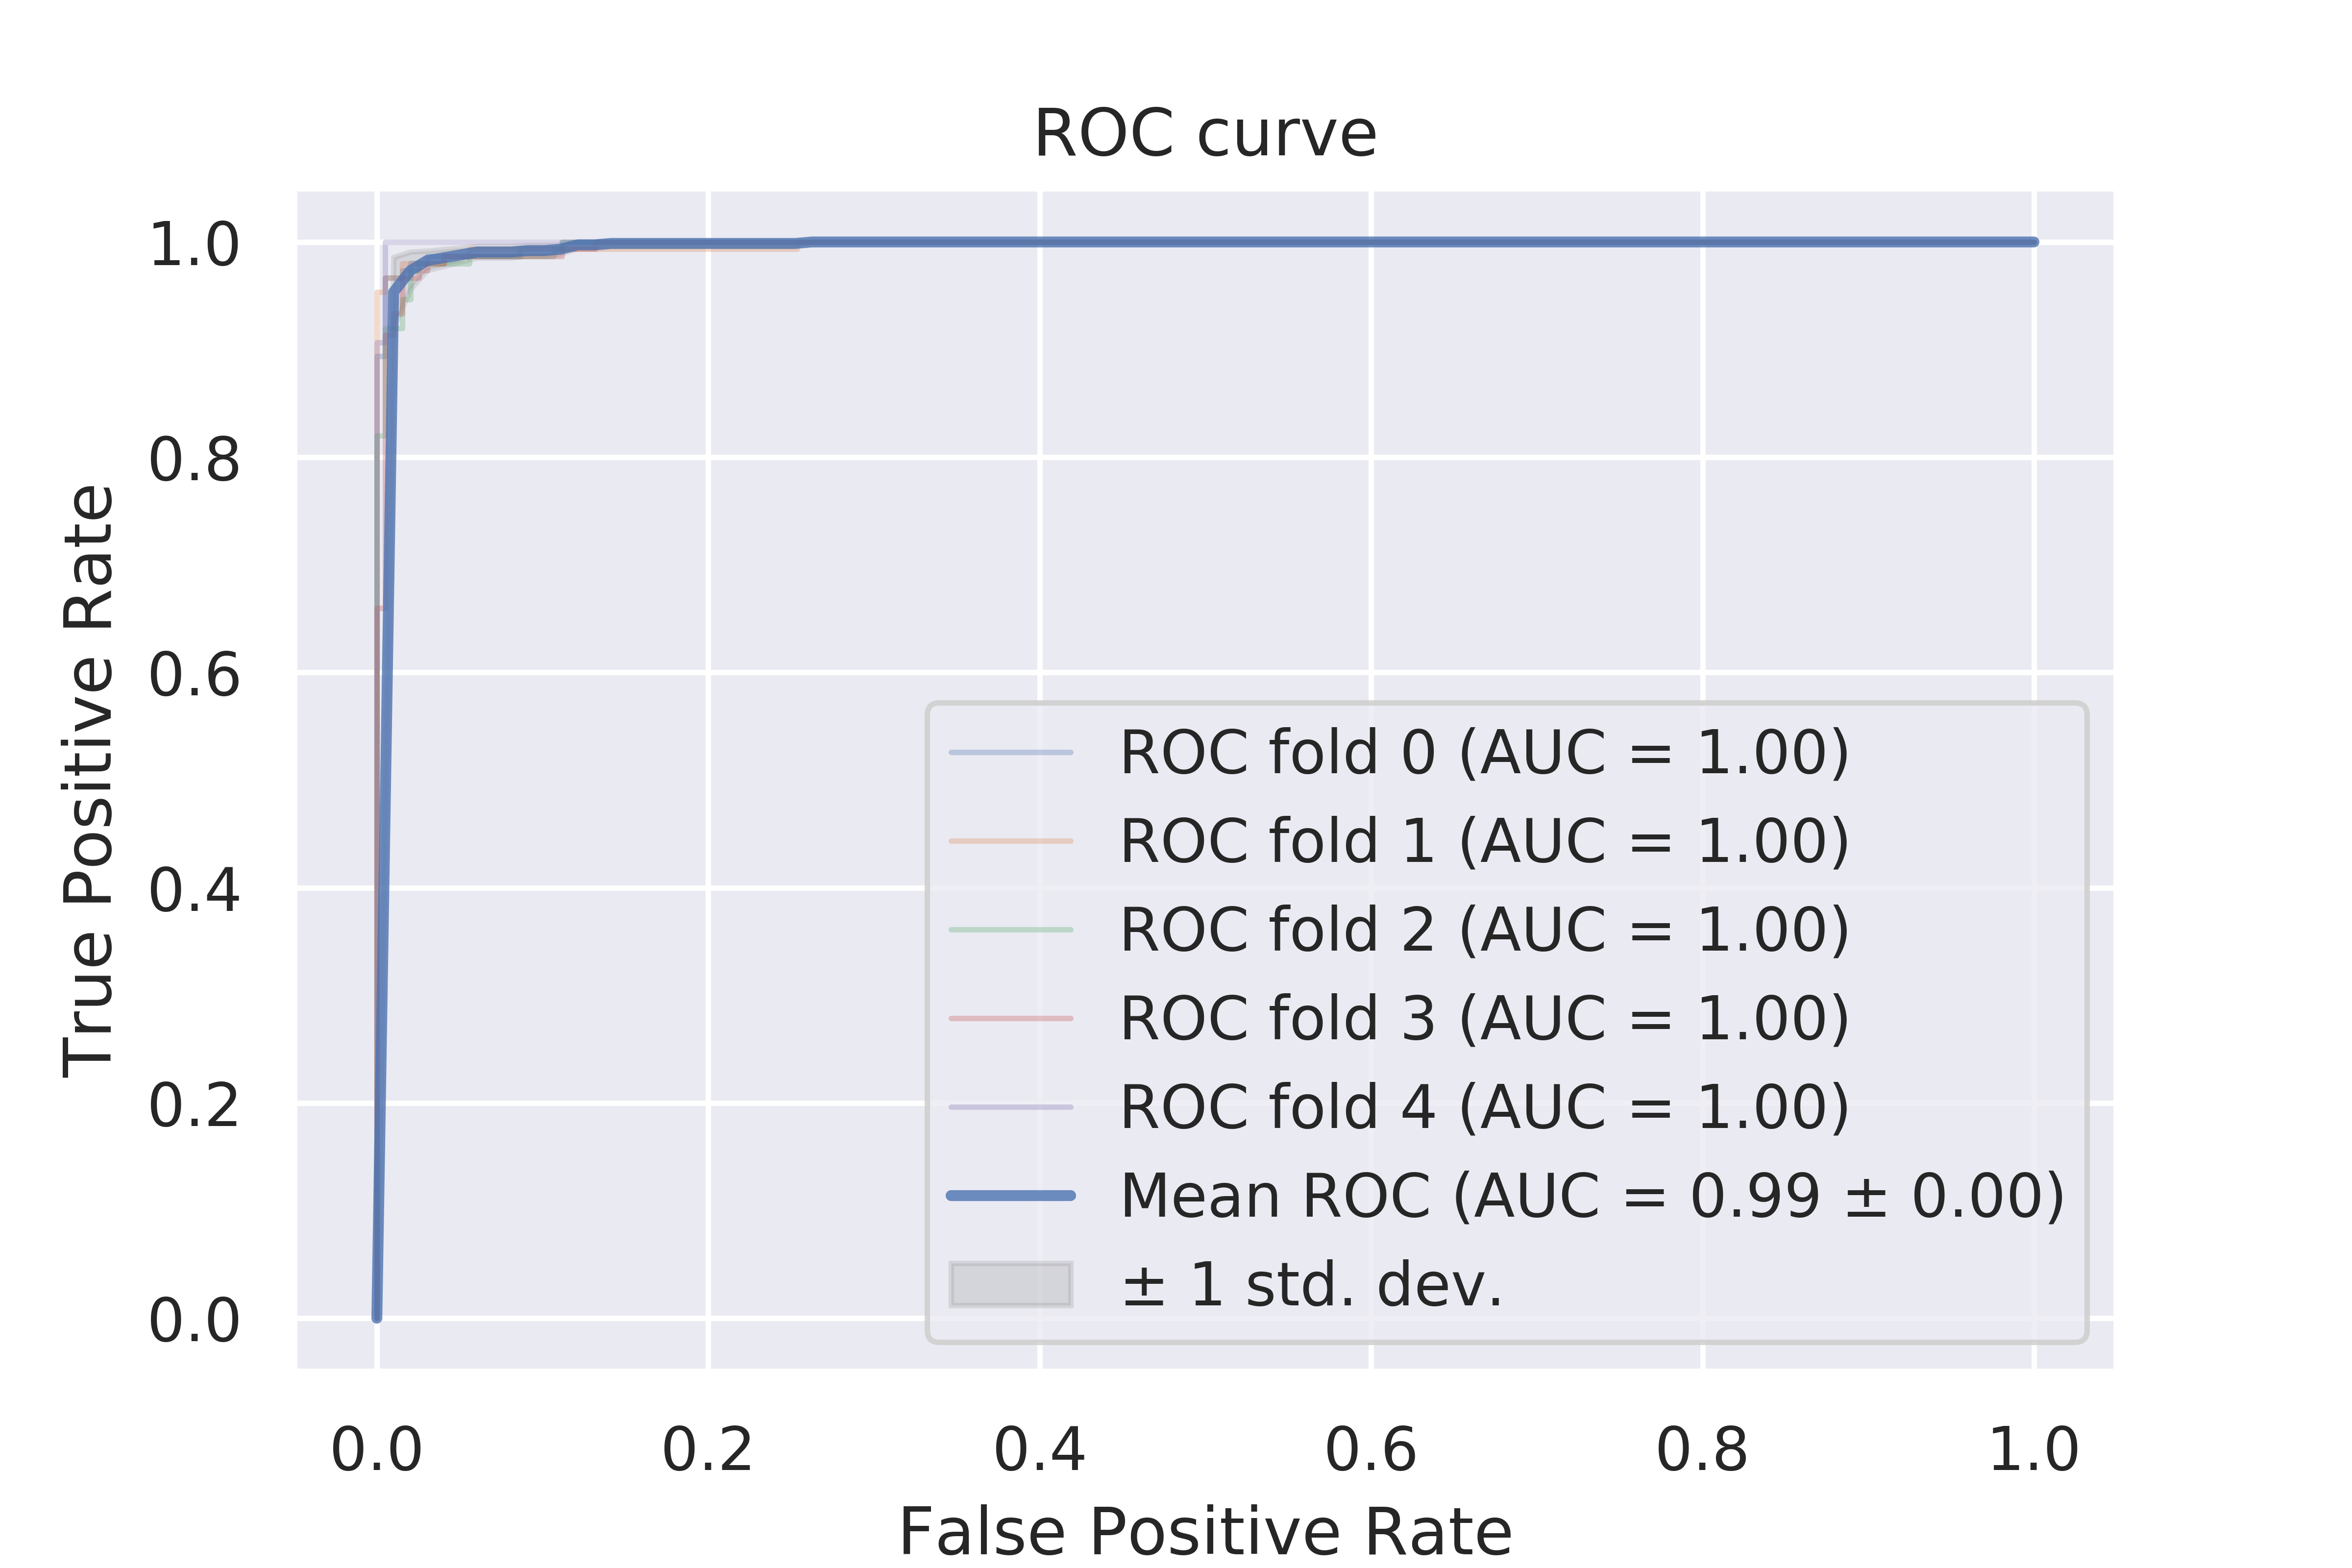 ROC curve
True Positive Rate
1.0
0.8
0.6
0.4
0.2
0.0
ROC fold 0 (AUC = 1.00)
ROC fold 1 (AUC = 1.00)
ROC fold 2 (AUC = 1.00)
ROC fold 3 (AUC = 1.00)
ROC fold 4 (AUC = 1.00)
Mean ROC (AUC = 0.99 ± 0.00)
± 1 std. dev.
0.0 0.2 0.4 0.6 0.8 1.0
False Positive Rate